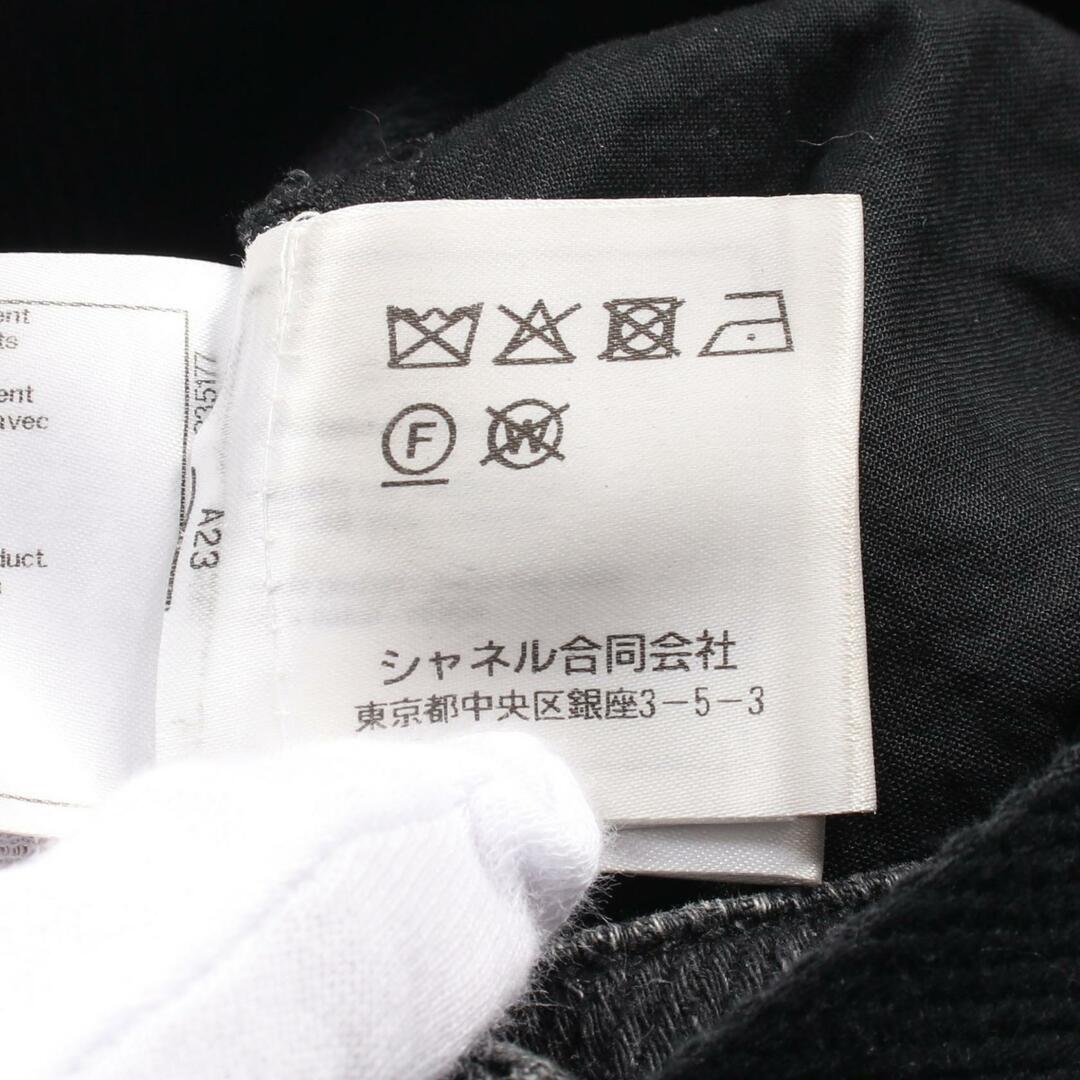 ent
ts
ent
avec
duct
A23
F
W
シャネル合同会社
東京都中央区銀座3-5-3